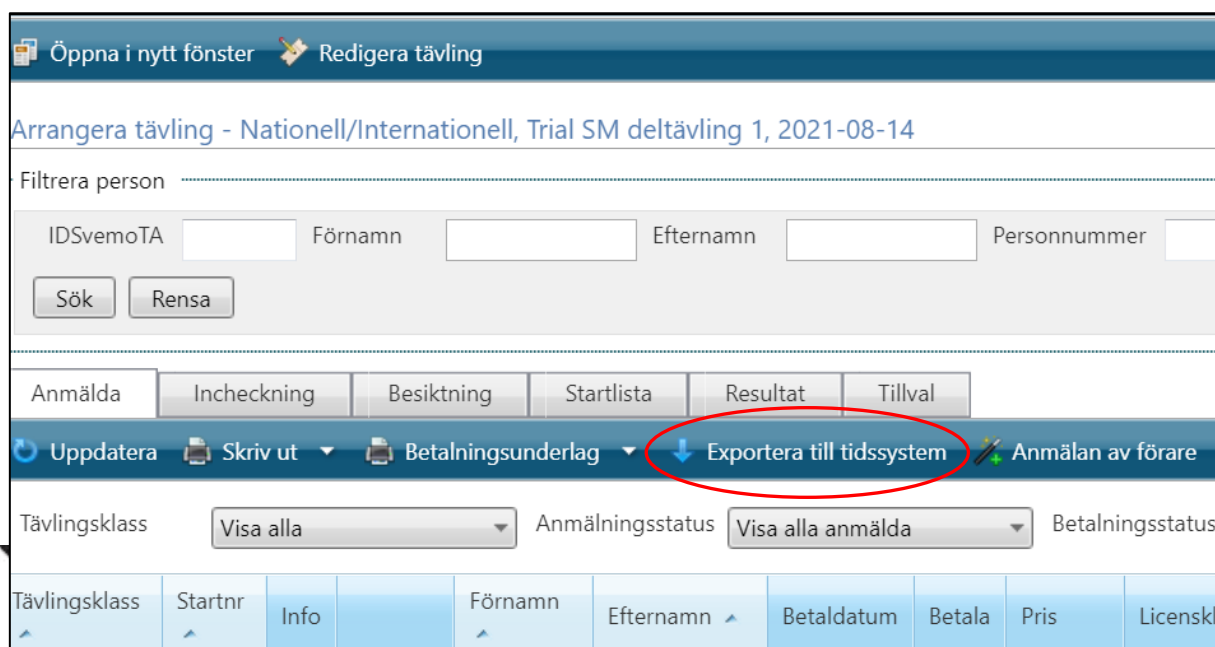 Öppna i nytt fönster Redigera tävling
Arrangera tävling - Nationell/Internationell, Trial SM deltävling 1, 2021-08-14
Filtrera person
IDSvemoTA Förnamn Efternamn Personnummer
Sök Rensa
Anmälda Incheckning Besiktning Startlista Resultat Tillval
Uppdatera Skriv ut Betalningsunderlag Exportera till tidssystem Anmälan av förare
Tävlingsklass Visa alla Anmälningsstatus Visa alla anmälda Betalningsstatus
Tävlingsklass Startnr Info Förnamn Efternamn Betaldatum Betala Pris Licenskl